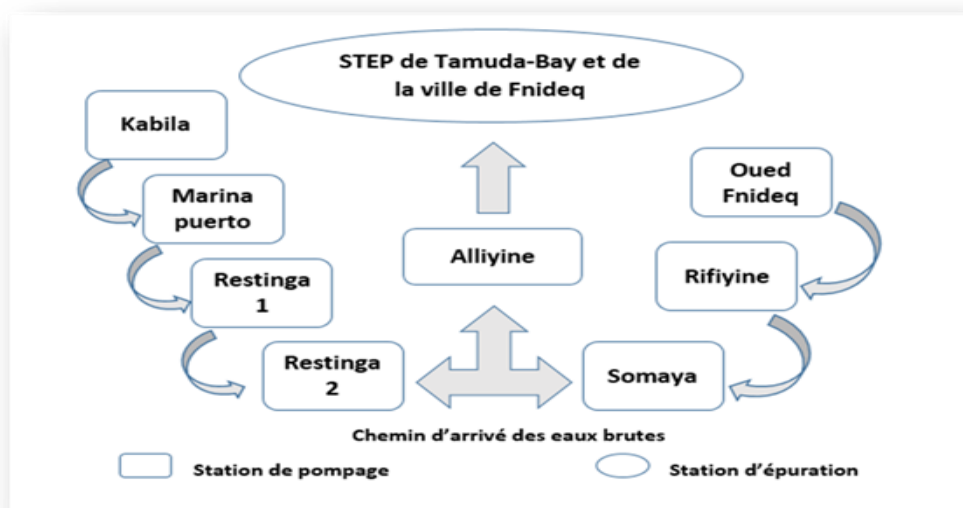 STEP de Tamuda-Bay et de
la ville de Fnideq
Kabila
Marina
puerto
Restinga
1
Restinga
2
Alliyine
Oued
Fnideq
Rifiyine
Somaya
Chemin d’arrivé des eaux brutes
Station de pompage
Station d’épuration